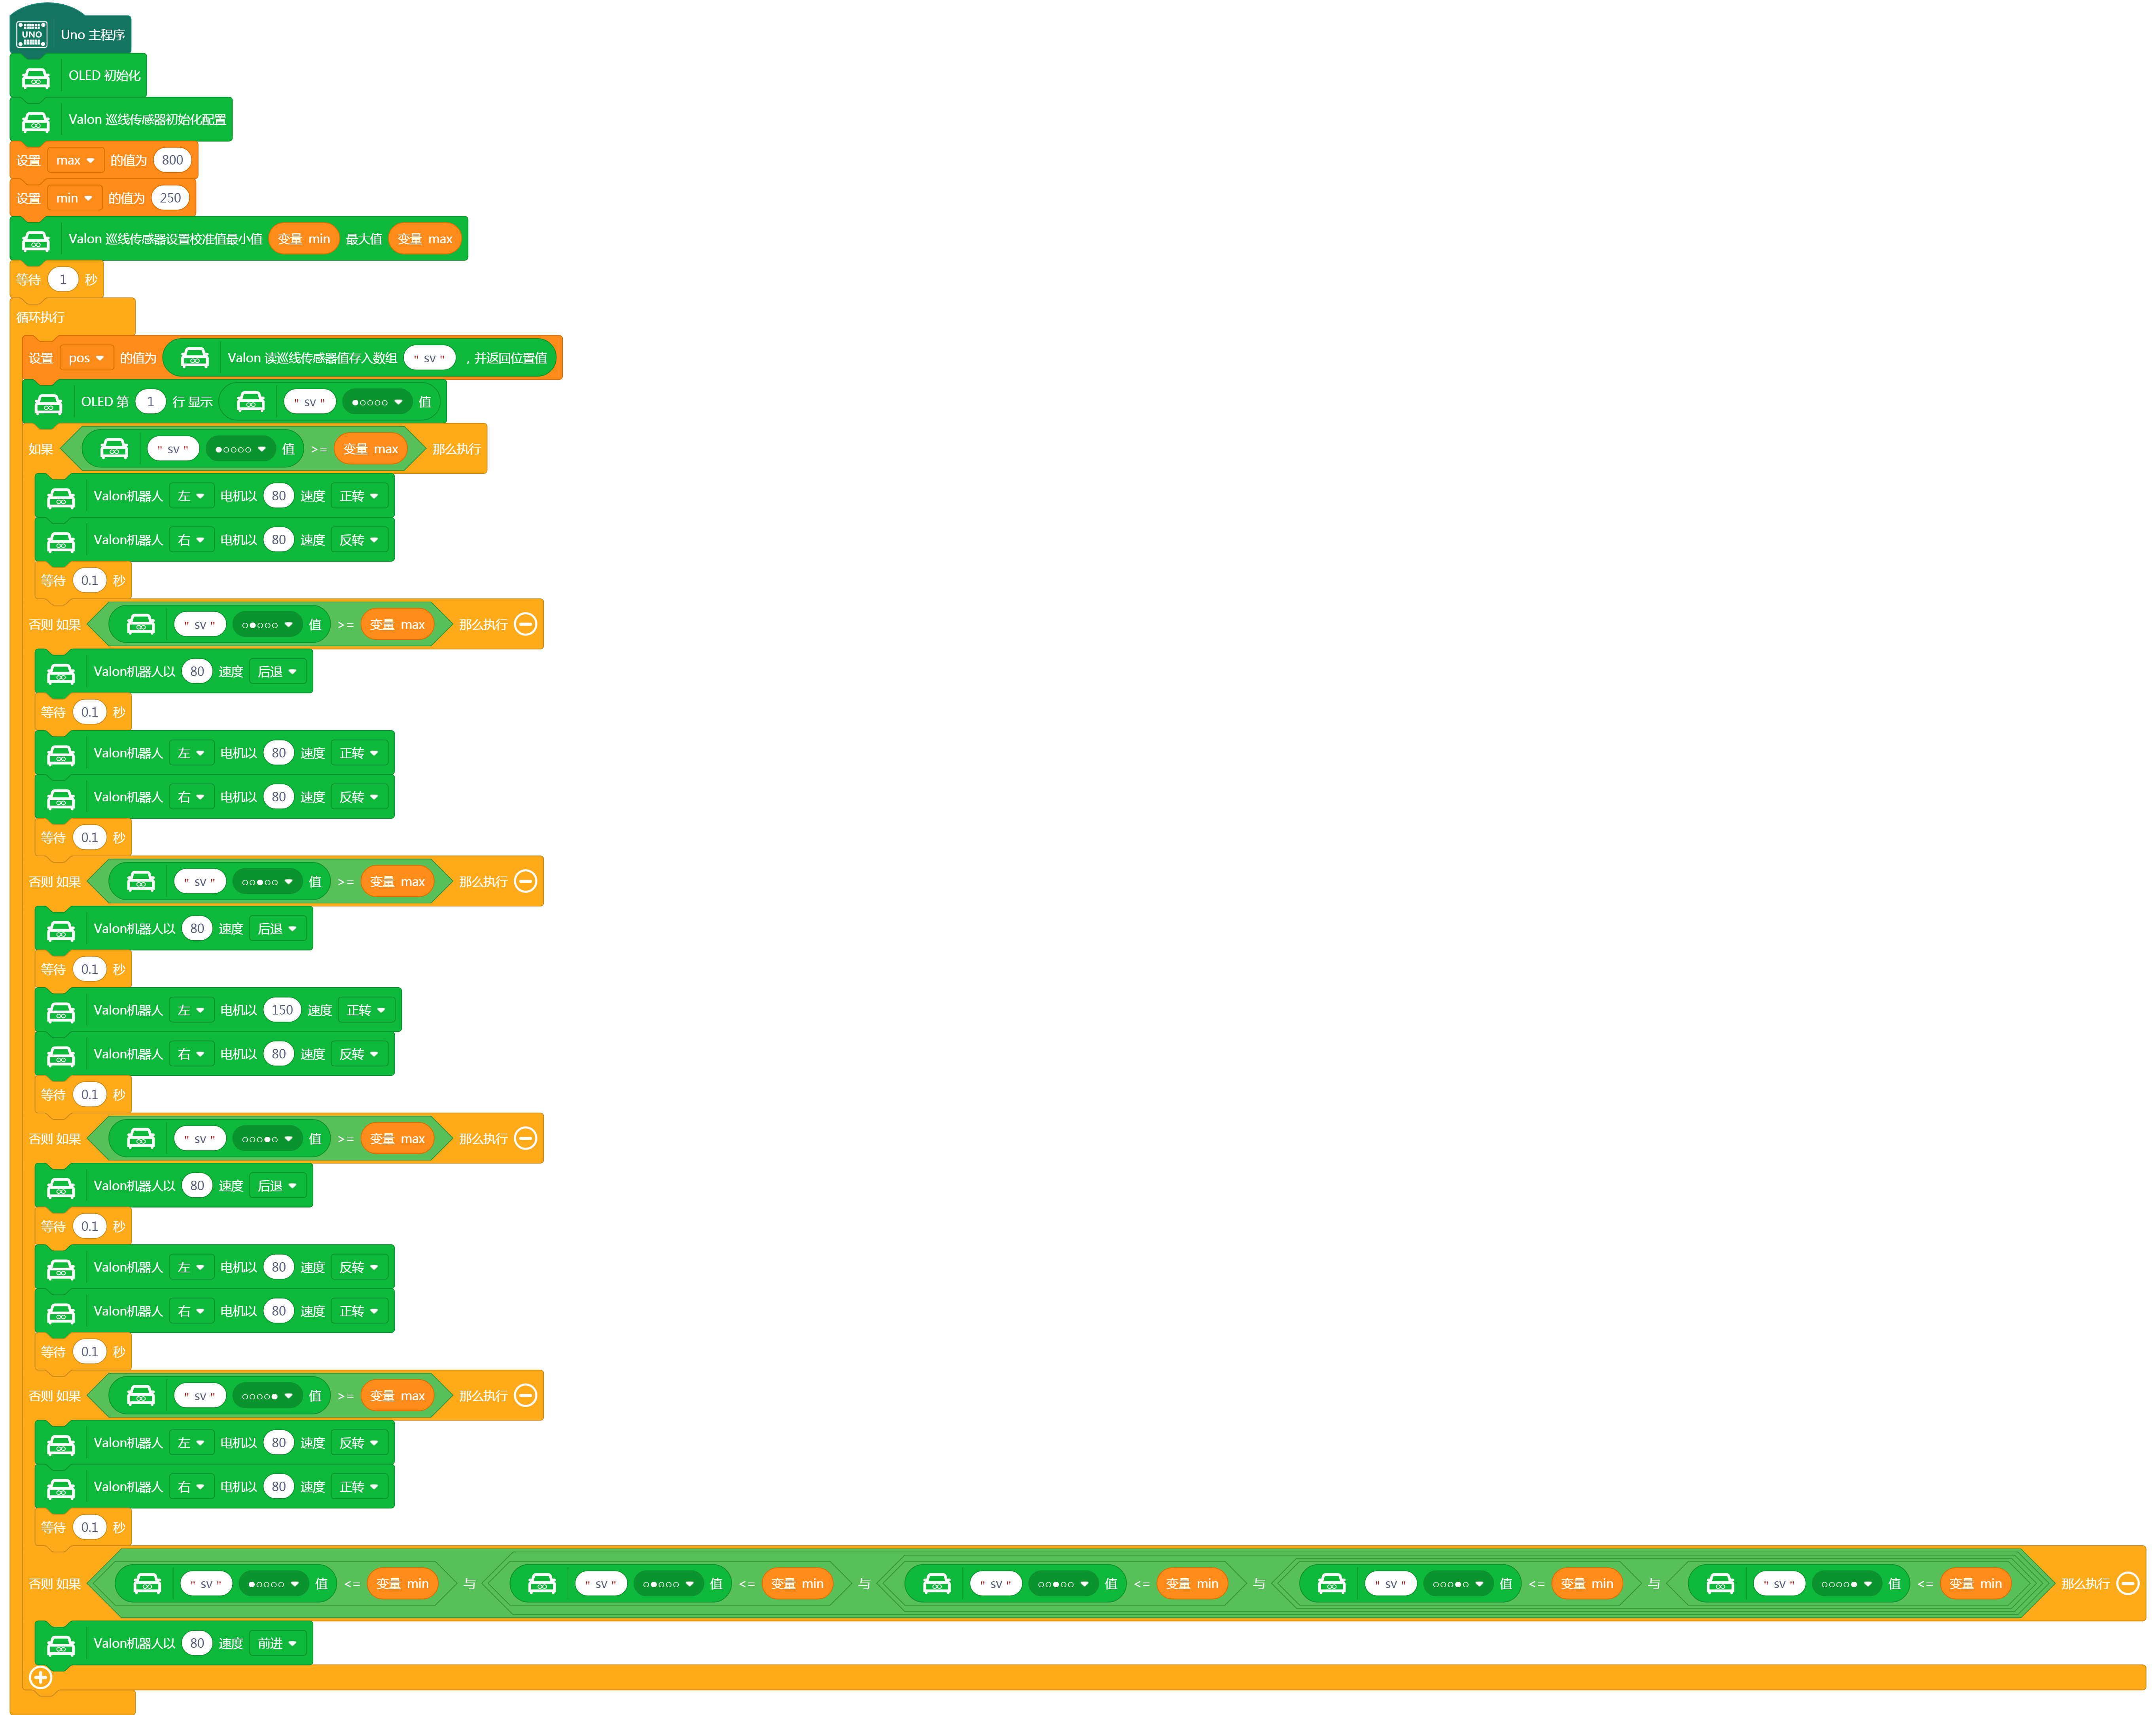 UNO Uno 主程序
OLED 初始化
Valon 巡线传感器初始化配置
设置 max 的值为 800
设置 min 的值为 250
Valon 巡线传感器设置校准值最小值 变量 min 最大值 变量 max
等待 1 秒
循环执行
设置 pos 的值为 Valon 读巡线传感器值存入数组 " sv " ，并返回位置值
OLED 第 1 行 显示 " sv " ●○○○○ 值
如果 " sv " ●○○○○ 值 >= 变量 max 那么执行
Valon机器人 左 电机以 80 速度 正转
Valon机器人 右 电机以 80 速度 反转
等待 0.1 秒
否则 如果 " sv " ○●○○○ 值 >= 变量 max 那么执行
Valon机器人以 80 速度 后退
等待 0.1 秒
Valon机器人 左 电机以 80 速度 正转
Valon机器人 右 电机以 80 速度 反转
等待 0.1 秒
否则 如果 " sv " ○○●○○ 值 >= 变量 max 那么执行
Valon机器人以 80 速度 后退
等待 0.1 秒
Valon机器人 左 电机以 150 速度 正转
Valon机器人 右 电机以 80 速度 反转
等待 0.1 秒
否则 如果 " sv " ○○○●○ 值 >= 变量 max 那么执行
Valon机器人以 80 速度 后退
等待 0.1 秒
Valon机器人 左 电机以 80 速度 反转
Valon机器人 右 电机以 80 速度 正转
等待 0.1 秒
否则 如果 " sv " ○○○○● 值 >= 变量 max 那么执行
Valon机器人 左 电机以 80 速度 反转
Valon机器人 右 电机以 80 速度 正转
等待 0.1 秒
否则 如果 " sv " ●○○○○ 值 <= 变量 min 与 " sv " ○●○○○ 值 <= 变量 min 与 " sv " ○○●○○ 值 <= 变量 min 与 " sv " ○○○●○ 值 <= 变量 min 与 " sv " ○○○○● 值 <= 变量 min 那么执行
Valon机器人以 80 速度 前进